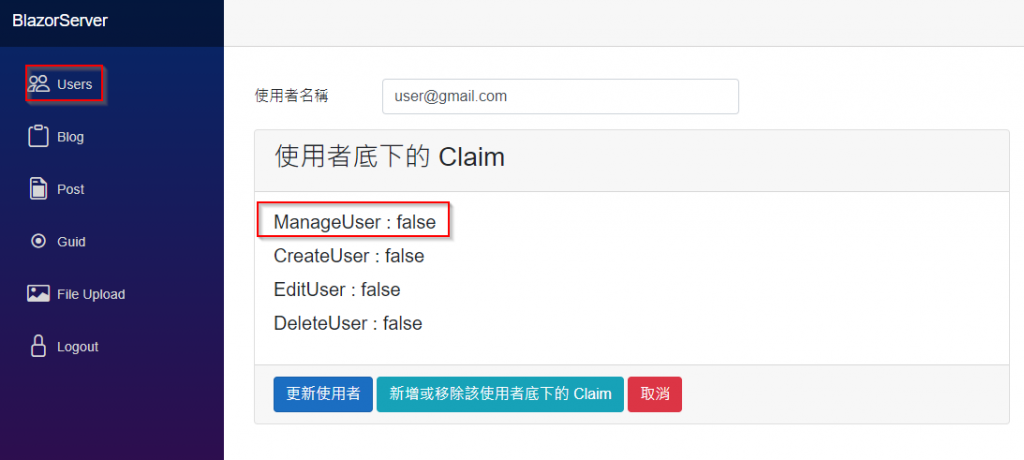 BlazorServer
Users
Blog
Post
Guid
File Upload
Logout
使用者名稱 user@gmail.com
使用者底下的 Claim
ManageUser : false
CreateUser : false
EditUser : false
DeleteUser : false
更新使用者 新增或移除該使用者底下的 Claim 取消